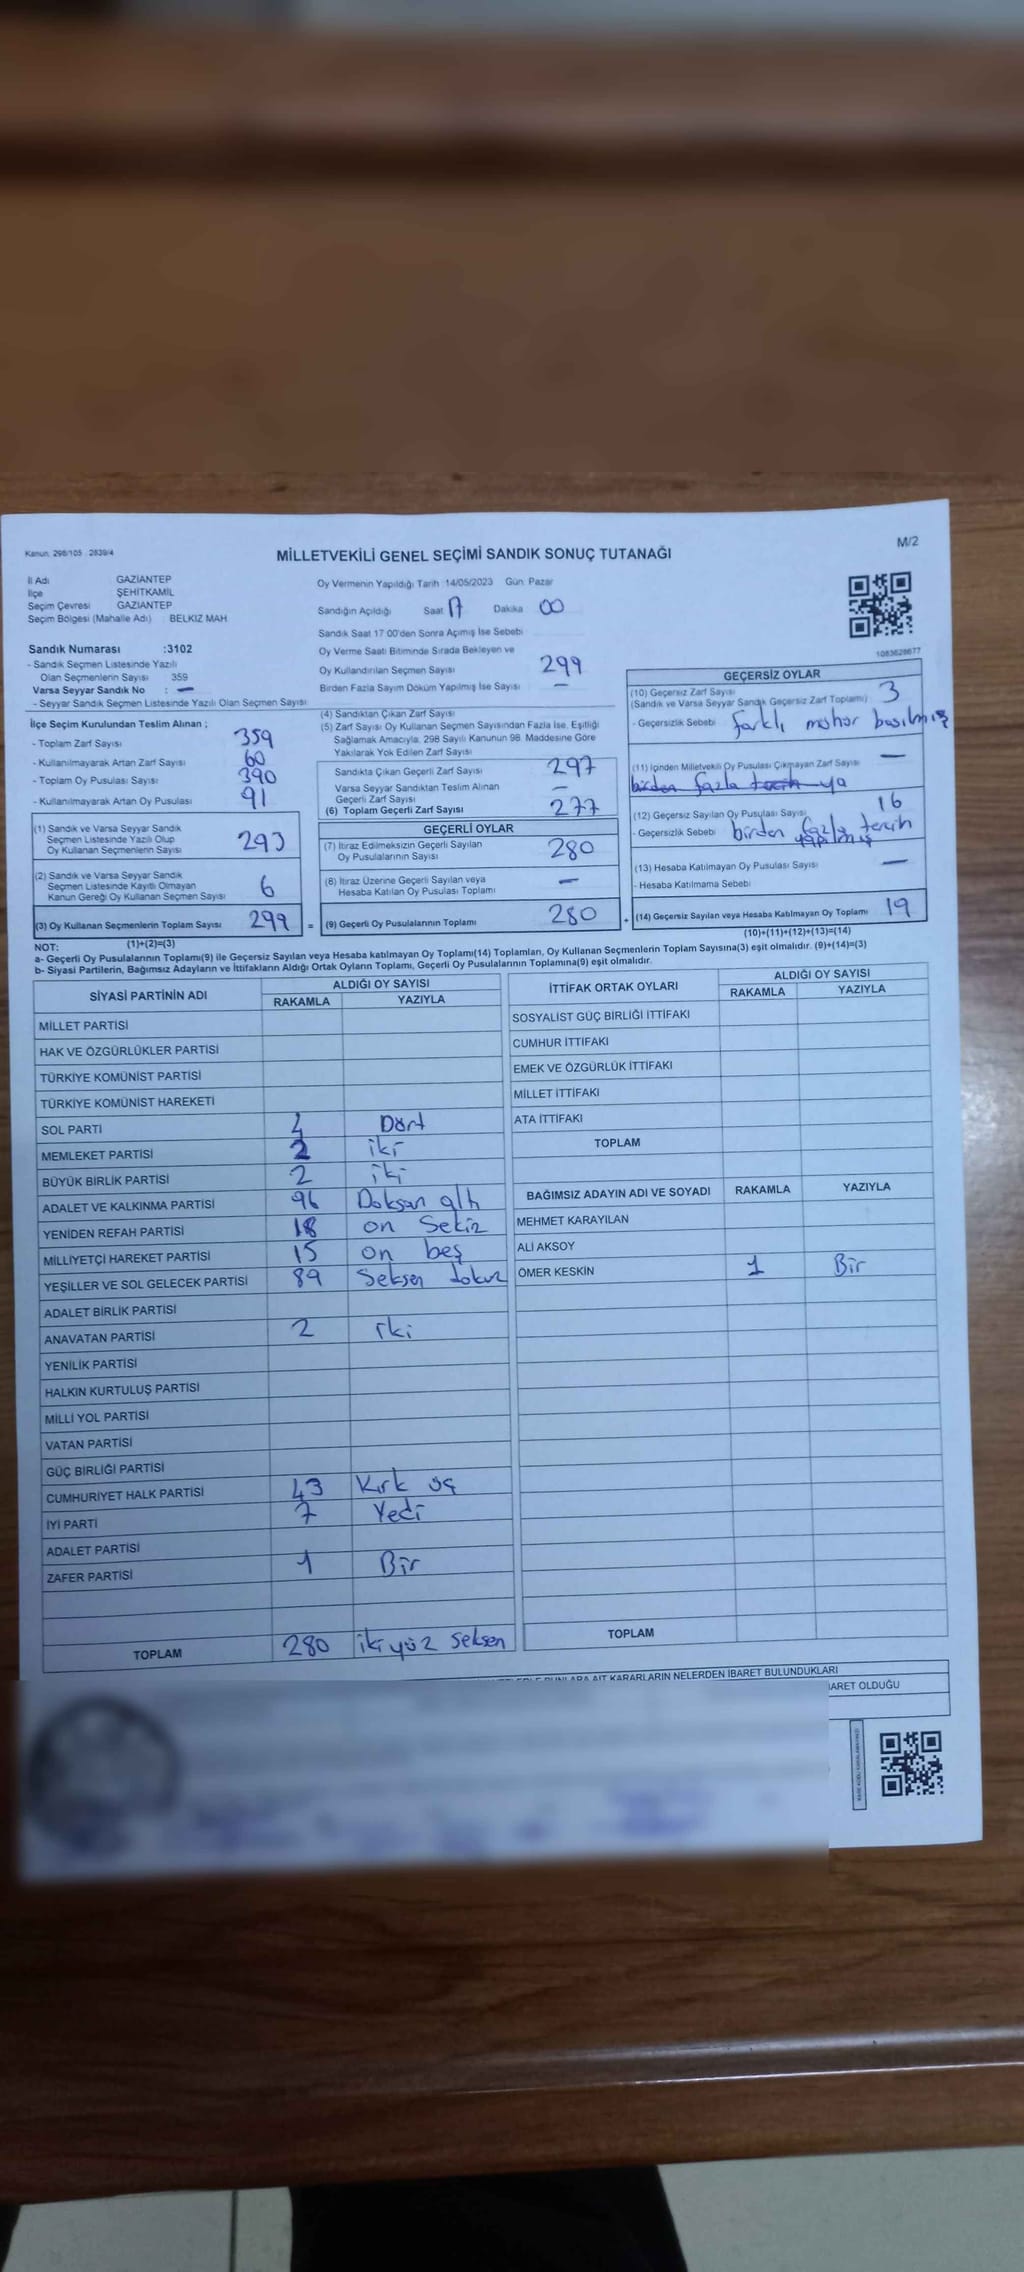 Kanun: 298/105 - 2839/4
MİLLETVEKİLİ GENEL SEÇİMİ SANDIK SONUÇ TUTANAĞI
M/2
İl Adı GAZİANTEP
İlçe ŞEHİTKAMİL
Seçim Çevresi GAZİANTEP
Seçim Bölgesi (Mahalle Adı) : BELKIZ MAH
Oy Vermenin Yapıldığı Tarih :14/05/2023 Gün: Pazar
Sandığın Açıldığı Saat 17 Dakika 00
Sandık Saat 17:00'den Sonra Açmış İse Sebebi
Oy Verme Saati Bitiminde Sırada Bekleyen ve
Oy Kullandırılan Seçmen Sayısı 299
Birden Fazla Sayım Döküm Yapılmış İse Sayısı –
1083628677
Sandık Numarası :3102
- Sandık Seçmen Listesinde Yazılı
Olan Seçmenlerin Sayısı 359
Varsa Seyyar Sandık No : –
- Seyyar Sandık Seçmen Listesinde Yazılı Olan Seçmen Sayısı
İlçe Seçim Kurulundan Teslim Alınan ;
- Toplam Zarf Sayısı 359
- Kullanılmayarak Artan Zarf Sayısı 60
- Toplam Oy Pusulası Sayısı 390
- Kullanılmayarak Artan Oy Pusulası 91
(1) Sandık ve Varsa Seyyar Sandık
Seçmen Listesinde Yazılı Olup
Oy Kullanan Seçmenlerin Sayısı 293
(2) Sandık ve Varsa Seyyar Sandık
Seçmen Listesinde Kayıtlı Olmayan
Kanun Gereği Oy Kullanan Seçmen Sayısı 6
(3) Oy Kullanan Seçmenlerin Toplam Sayısı 299
(4) Sandıktan Çıkan Zarf Sayısı
(5) Zarf Sayısı Oy Kullanan Seçmen Sayısından Fazla İse, Eşitliği
Sağlamak Amacıyla, 298 Sayılı Kanunun 98. Maddesine Göre
Yakılarak Yok Edilen Zarf Sayısı
Sandıkta Çıkan Geçerli Zarf Sayısı 297
Varsa Seyyar Sandıktan Teslim Alınan
Geçerli Zarf Sayısı –
(6) Toplam Geçerli Zarf Sayısı 277
GEÇERLİ OYLAR
(7) İtiraz Edilmeksizin Geçerli Sayılan
Oy Pusulalarının Sayısı 280
(8) İtiraz Üzerine Geçerli Sayılan veya
Hesaba Katılan Oy Pusulası Toplamı –
= (9) Geçerli Oy Pusulalarının Toplamı 280
GEÇERSİZ OYLAR
(10) Geçersiz Zarf Sayısı
(Sandık ve Varsa Seyyar Sandık Geçersiz Zarf Toplamı) 3
- Geçersizlik Sebebi farklı mohor basılmış
(11) İçinden Milletvekili Oy Pusulası Çıkmayan Zarf Sayısı –
birden fazla ya
(12) Geçersiz Sayılan Oy Pusulası Sayısı 16
- Geçersizlik Sebebi birden fazla tercih
yapılmış
(13) Hesaba Katılmayan Oy Pusulası Sayısı –
- Hesaba Katılmama Sebebi
+ (14) Geçersiz Sayılan veya Hesaba Katılmayan Oy Toplamı 19
NOT: (1)+(2)=(3)
(10)+(11)+(12)+(13)=(14)
a- Geçerli Oy Pusulalarının Toplamı(9) ile Geçersiz Sayılan veya Hesaba katılmayan Oy Toplamı(14) Toplamları, Oy Kullanan Seçmenlerin Toplam Sayısına(3) eşit olmalıdır. (9)+(14)=(3)
b- Siyasi Partilerin, Bağımsız Adayların ve İttifakların Aldığı Ortak Oyların Toplamı, Geçerli Oy Pusulalarının Toplamına(9) eşit olmalıdır.
SİYASİ PARTİNİN ADI ALDIĞI OY SAYISI
RAKAMLA YAZIYLA
MİLLET PARTİSİ
HAK VE ÖZGÜRLÜKLER PARTİSİ
TÜRKİYE KOMÜNİST PARTİSİ
TÜRKİYE KOMÜNİST HAREKETİ
SOL PARTİ 4 Dört
MEMLEKET PARTİSİ 2 iki
BÜYÜK BİRLİK PARTİSİ 2 iki
ADALET VE KALKINMA PARTİSİ 96 Doksan altı
YENİDEN REFAH PARTİSİ 18 on Sekiz
MİLLİYETÇİ HAREKET PARTİSİ 15 on beş
YEŞİLLER VE SOL GELECEK PARTİSİ 89 Seksen dokuz
ADALET BİRLİK PARTİSİ
ANAVATAN PARTİSİ 2 iki
YENİLİK PARTİSİ
HALKIN KURTULUŞ PARTİSİ
MİLLİ YOL PARTİSİ
VATAN PARTİSİ
GÜÇ BİRLİĞİ PARTİSİ
CUMHURİYET HALK PARTİSİ 43 Kırk üç
İYİ PARTİ 7 Yedi
ADALET PARTİSİ
ZAFER PARTİSİ 1 Bir
TOPLAM 280 iki yüz Seksen
İTTİFAK ORTAK OYLARI ALDIĞI OY SAYISI
RAKAMLA YAZIYLA
SOSYALİST GÜÇ BİRLİĞİ İTTİFAKI
CUMHUR İTTİFAKI
EMEK VE ÖZGÜRLÜK İTTİFAKI
MİLLET İTTİFAKI
ATA İTTİFAKI
TOPLAM
BAĞIMSIZ ADAYIN ADI VE SOYADI RAKAMLA YAZIYLA
MEHMET KARAYILAN
ALİ AKSOY
ÖMER KESKİN 1 Bir
TOPLAM
AİT KARARLARIN NELERDEN İBARET BULUNDUKLARI
OLDUĞU